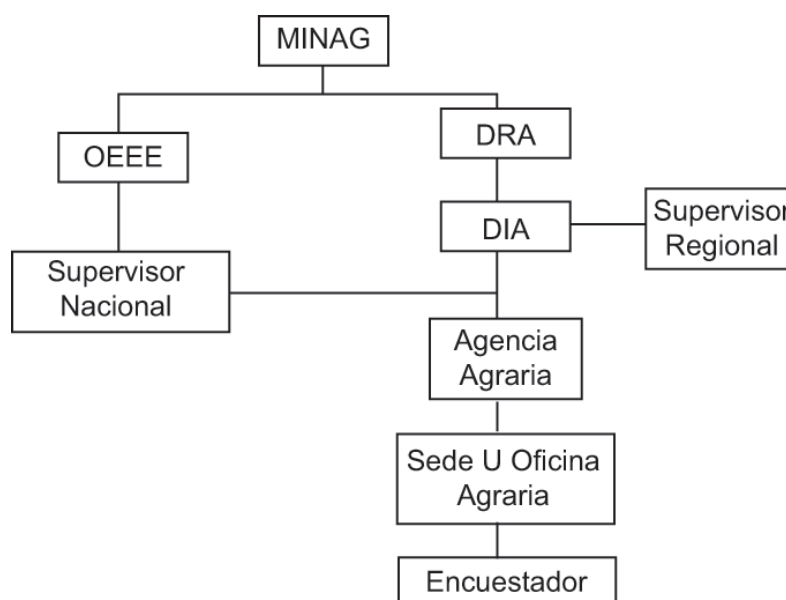 MINAG
OEEE
DRA
DIA
Supervisor
Regional
Supervisor
Nacional
Agencia
Agraria
Sede U Oficina
Agraria
Encuestador